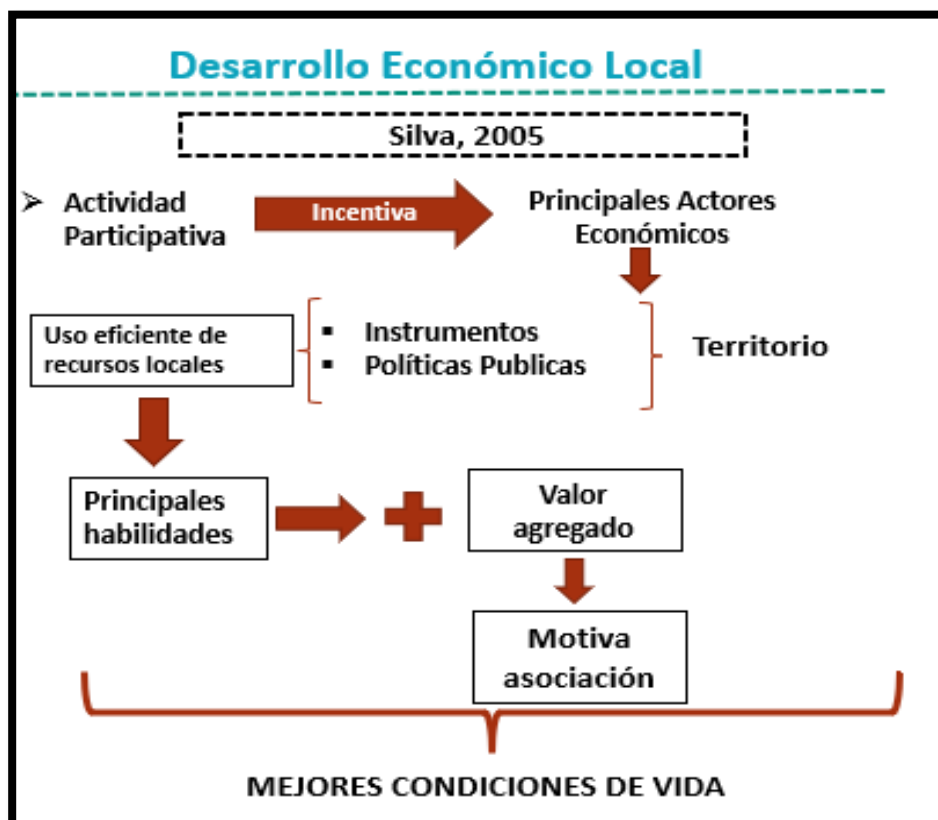 Desarrollo Económico Local
Silva, 2005
➢ Actividad
Participativa
Incentiva
Principales Actores
Económicos
Uso eficiente de
recursos locales
▪ Instrumentos
▪ Políticas Publicas
Territorio
Principales
habilidades
Valor
agregado
Motiva
asociación
MEJORES CONDICIONES DE VIDA